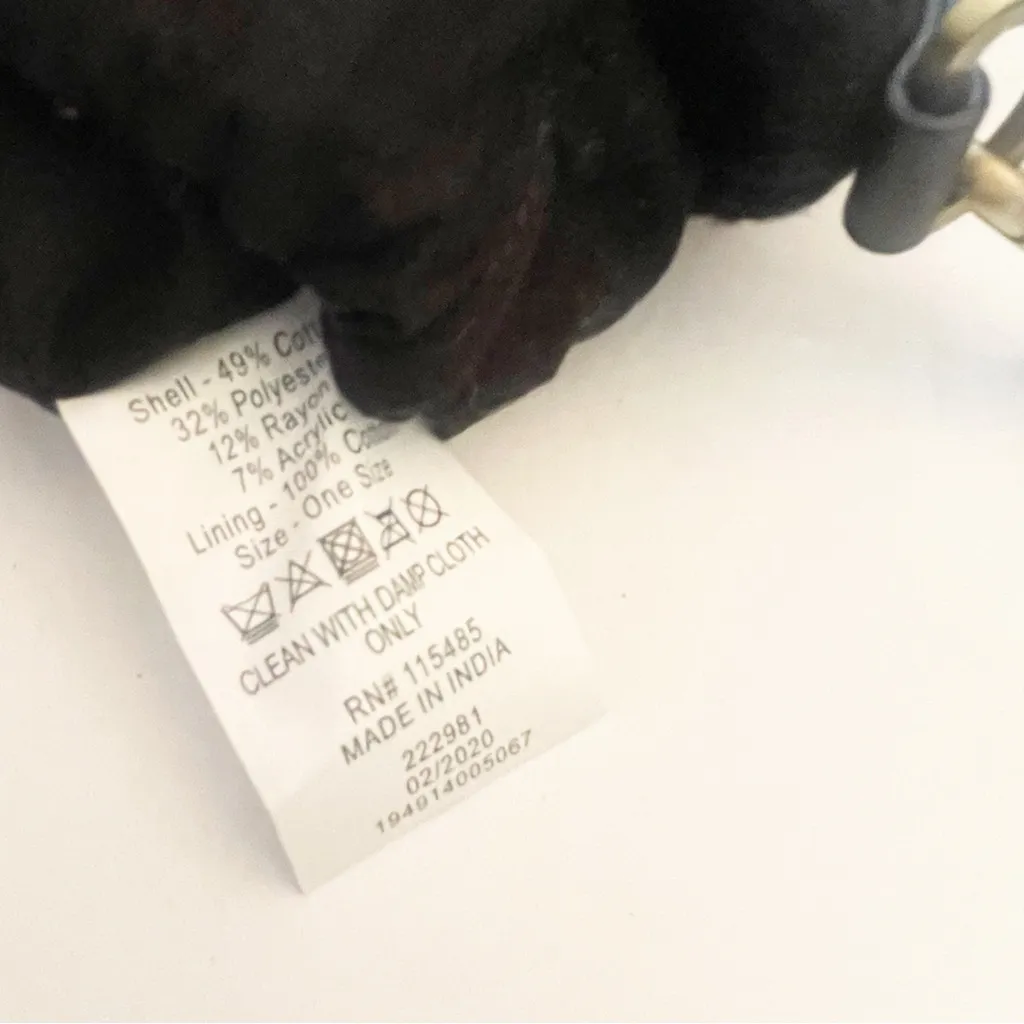 Shell - 49% Cott
32% Polyeste
12% Rayon
7% Acrylic
Lining - 100% Co
Size - One Size
CLEAN WITH DAMP CLOTH
ONLY
RN# 115485
MADE IN INDIA
222981
02/2020
194914005067